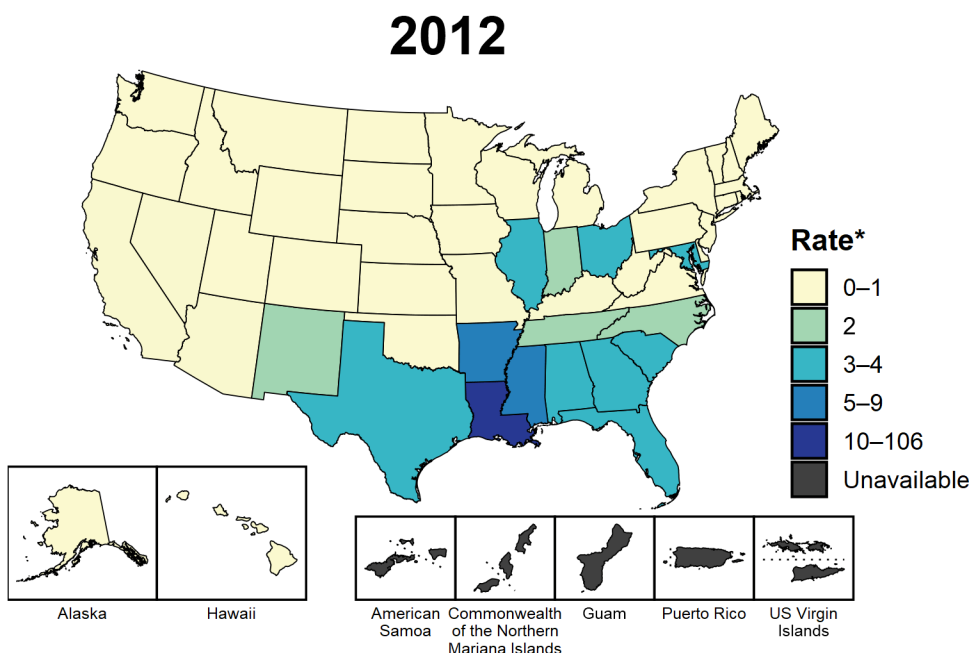 2012
Rate*
0–1
2
3–4
5–9
10–106
Unavailable
Alaska
Hawaii
American
Samoa
Commonwealth
of the Northern
Mariana Islands
Guam
Puerto Rico
US Virgin
Islands